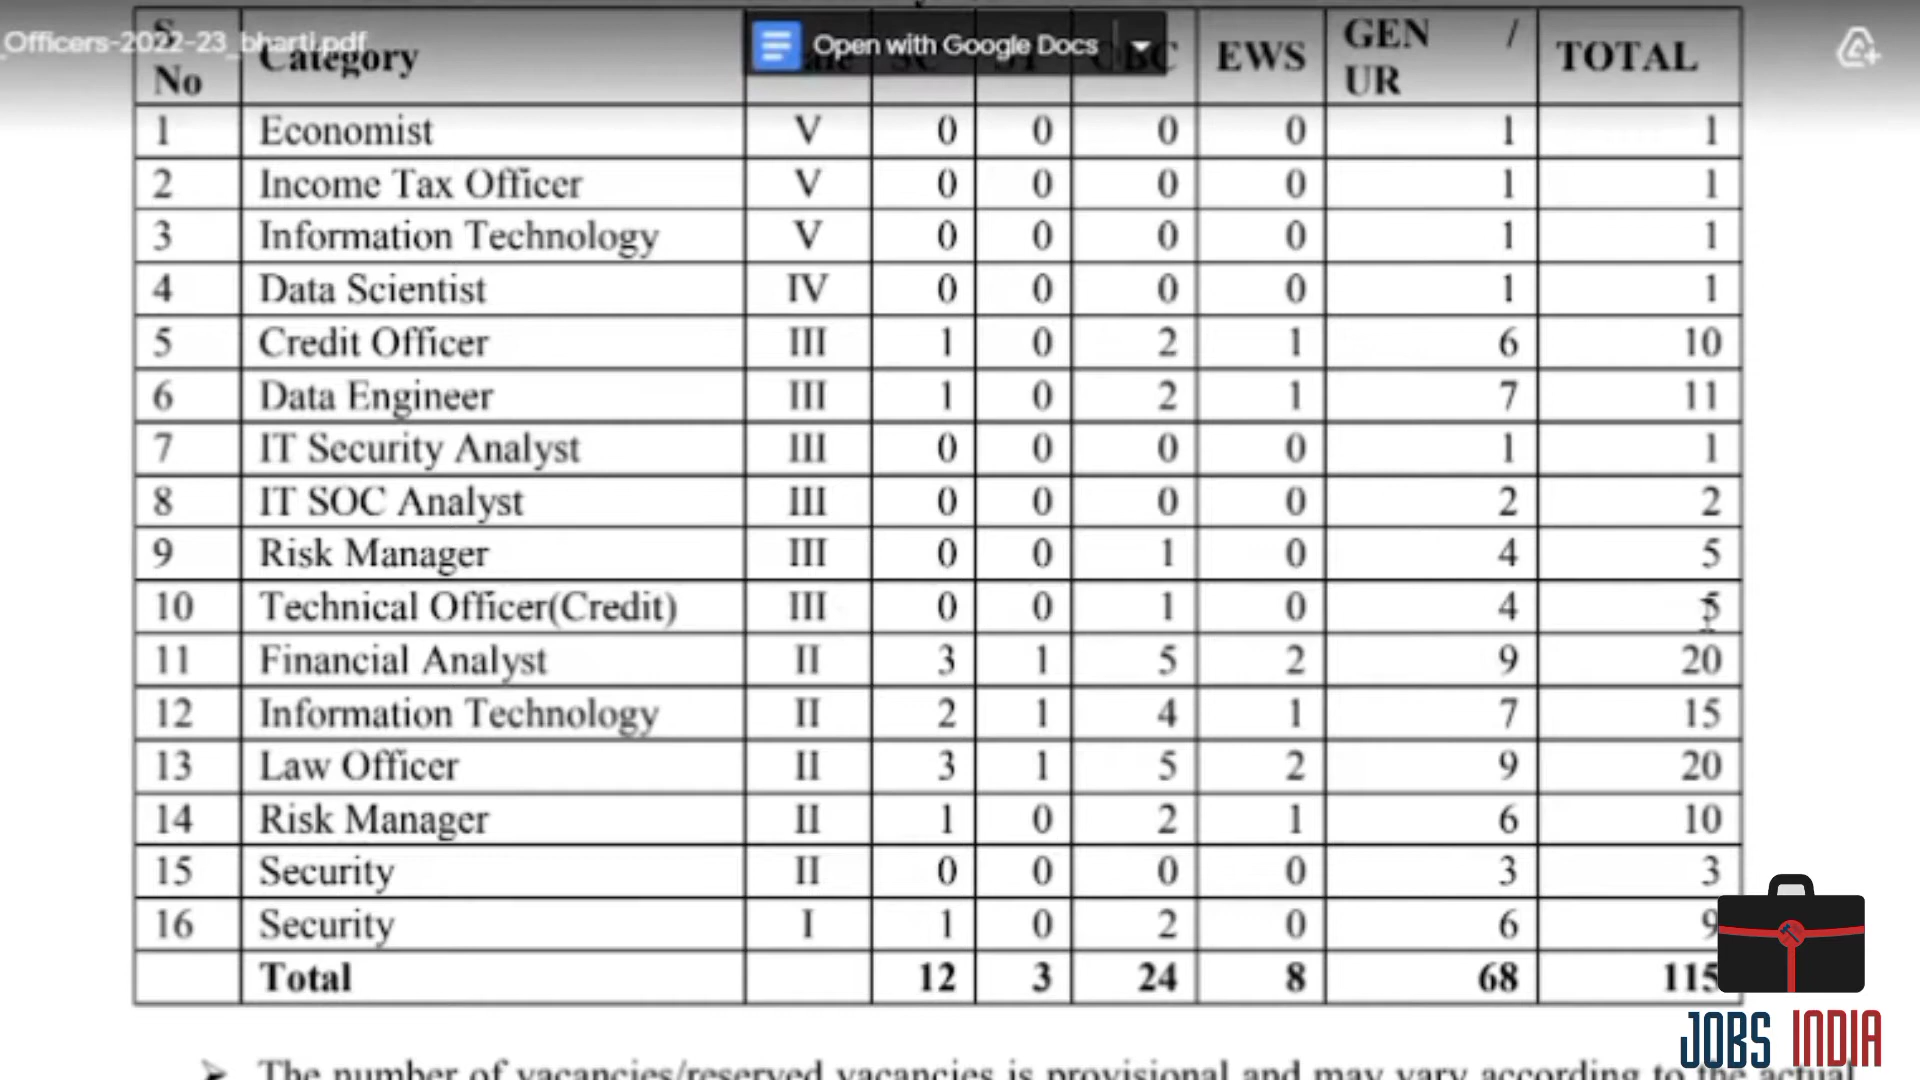 Officers-2022-23_bharti.pdf
Open with Google Docs
S. No Category EWS GEN / UR TOTAL
1 Economist V 0 0 0 0 1 1
2 Income Tax Officer V 0 0 0 0 1 1
3 Information Technology V 0 0 0 0 1 1
4 Data Scientist IV 0 0 0 0 1 1
5 Credit Officer III 1 0 2 1 6 10
6 Data Engineer III 1 0 2 1 7 11
7 IT Security Analyst III 0 0 0 0 1 1
8 IT SOC Analyst III 0 0 0 0 2 2
9 Risk Manager III 0 0 1 0 4 5
10 Technical Officer(Credit) III 0 0 1 0 4 5
11 Financial Analyst II 3 1 5 2 9 20
12 Information Technology II 2 1 4 1 7 15
13 Law Officer II 3 1 5 2 9 20
14 Risk Manager II 1 0 2 1 6 10
15 Security II 0 0 0 0 3 3
16 Security I 1 0 2 0 6 9
Total 12 3 24 8 68 115
➢ The number of vacancies/reserved vacancies is provisional and may vary according to the actual
JOBS INDIA